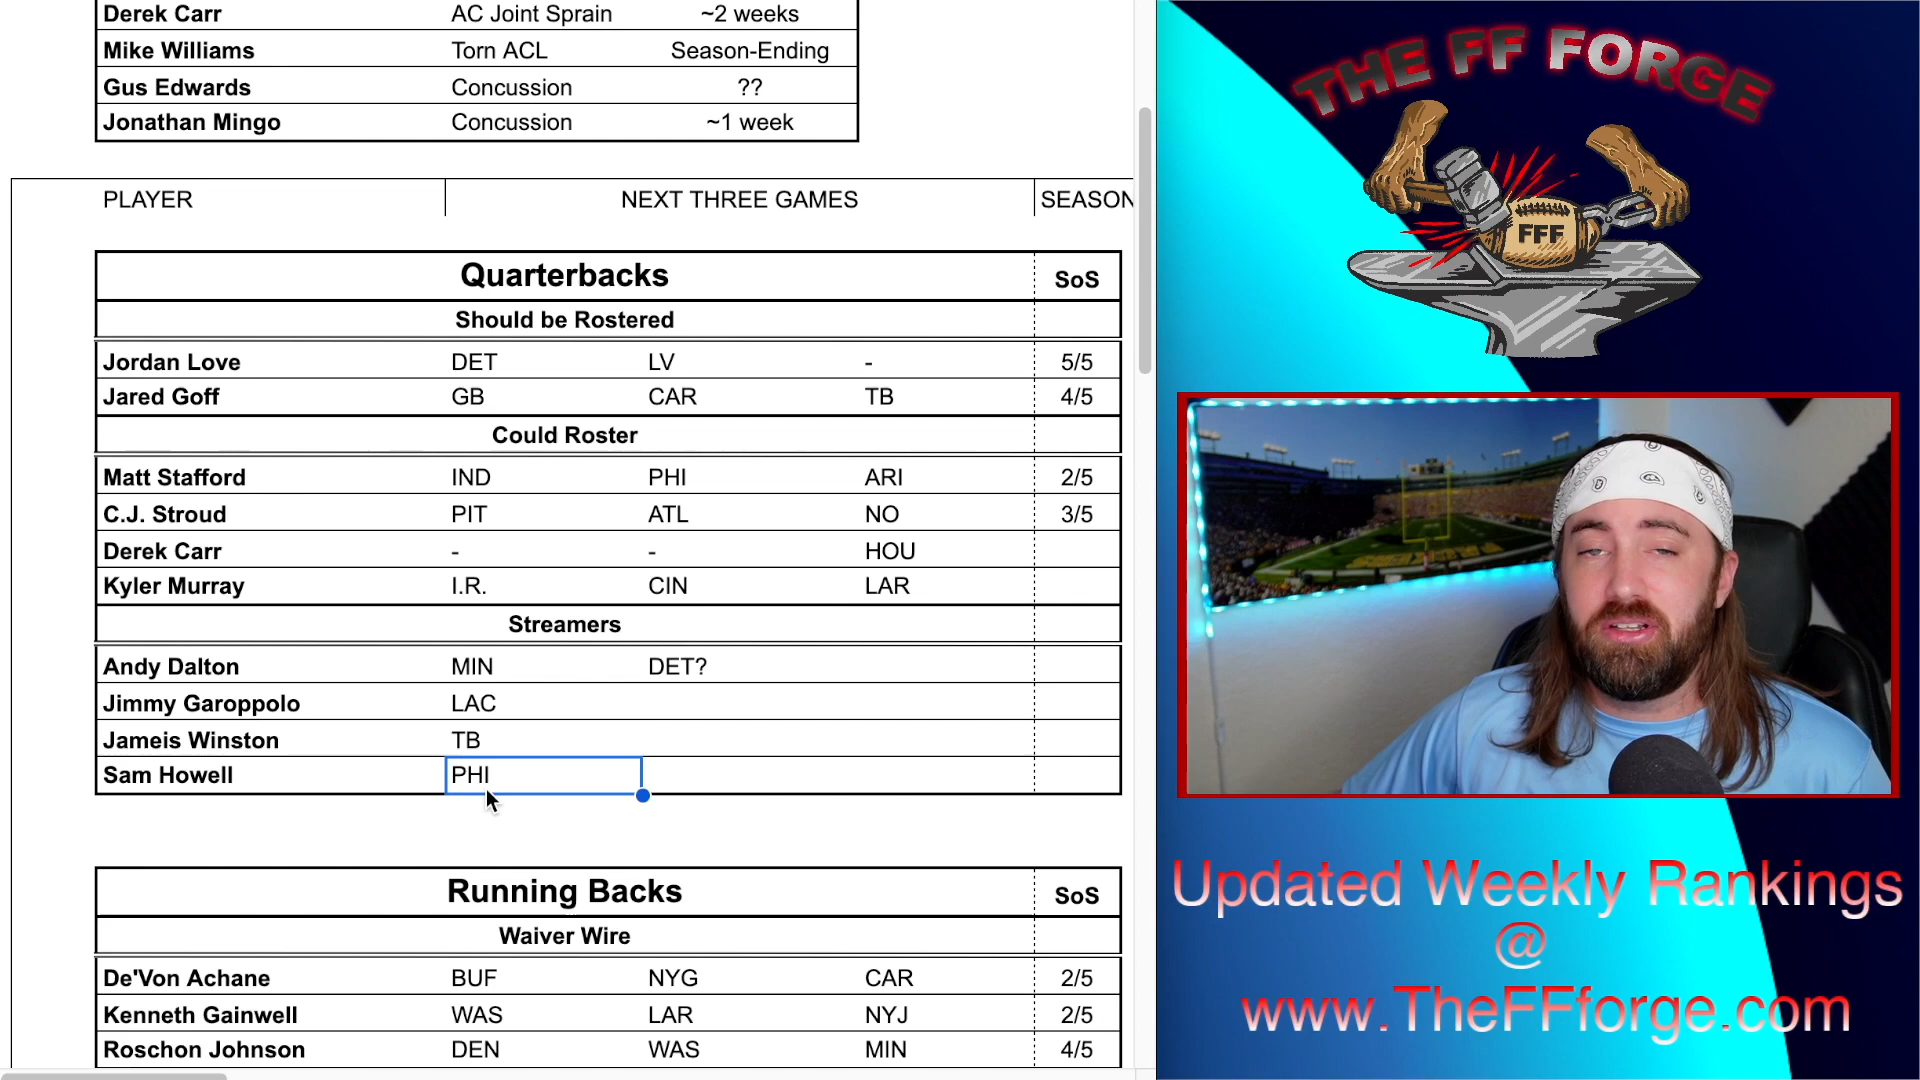 Derek Carr AC Joint Sprain ~2 weeks
Mike Williams Torn ACL Season-Ending
Gus Edwards Concussion ??
Jonathan Mingo Concussion ~1 week
PLAYER NEXT THREE GAMES SEASON
Quarterbacks SoS
Should be Rostered
Jordan Love DET LV - 5/5
Jared Goff GB CAR TB 4/5
Could Roster
Matt Stafford IND PHI ARI 2/5
C.J. Stroud PIT ATL NO 3/5
Derek Carr - - HOU
Kyler Murray I.R. CIN LAR
Streamers
Andy Dalton MIN DET?
Jimmy Garoppolo LAC
Jameis Winston TB
Sam Howell PHI
Running Backs SoS
Waiver Wire
De'Von Achane BUF NYG CAR 2/5
Kenneth Gainwell WAS LAR NYJ 2/5
Roschon Johnson DEN WAS MIN 4/5
THE FF FORGE
FFF
Updated Weekly Rankings
@
www.TheFFforge.com